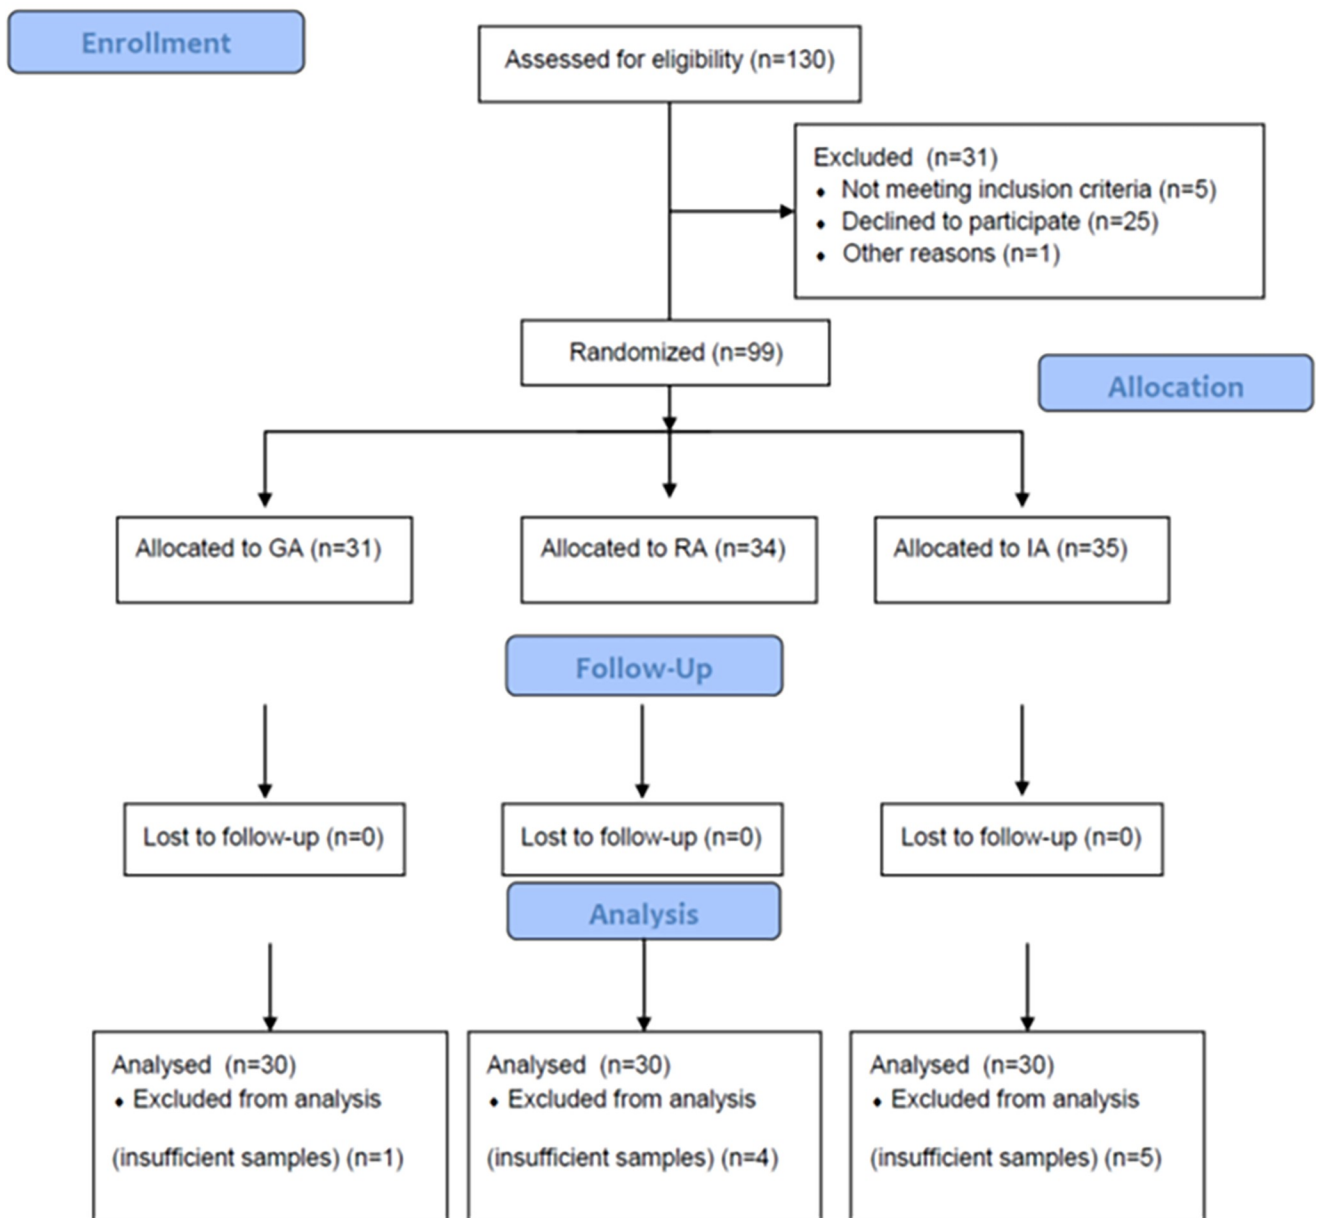 Enrollment
Assessed for eligibility (n=130)
Excluded (n=31)
⬧ Not meeting inclusion criteria (n=5)
⬧ Declined to participate (n=25)
⬧ Other reasons (n=1)
Randomized (n=99)
Allocation
Allocated to GA (n=31)
Allocated to RA (n=34)
Allocated to IA (n=35)
Follow-Up
Lost to follow-up (n=0)
Lost to follow-up (n=0)
Lost to follow-up (n=0)
Analysis
Analysed (n=30)
⬧ Excluded from analysis
(insufficient samples) (n=1)
Analysed (n=30)
⬧ Excluded from analysis
(insufficient samples) (n=4)
Analysed (n=30)
⬧ Excluded from analysis
(insufficient samples) (n=5)